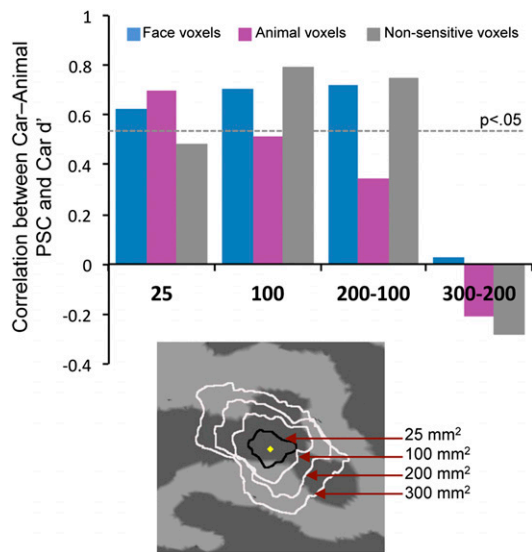 1
Face voxels Animal voxels Non-sensitive voxels
0.8
0.6
p<.05
0.4
0.2
0
-0.2
-0.4
Correlation between Car–Animal
PSC and Car d’
25 100 200-100 300-200
25 mm²
100 mm²
200 mm²
300 mm²